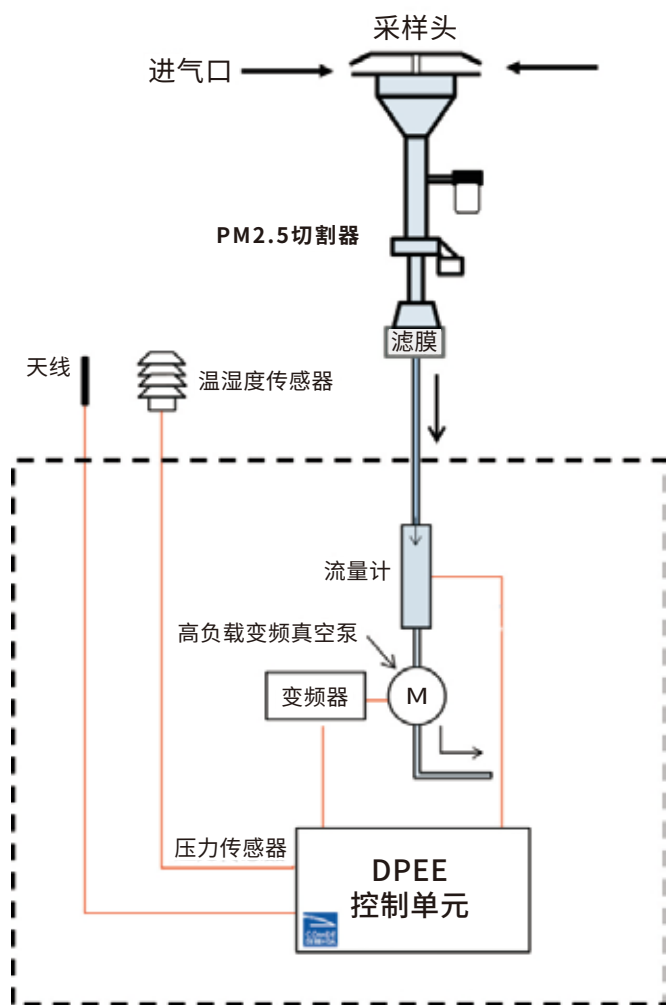 采样头
进气口
PM2.5切割器
滤膜
天线
温湿度传感器
流量计
高负载变频真空泵
变频器
M
压力传感器
DPEE
控制单元